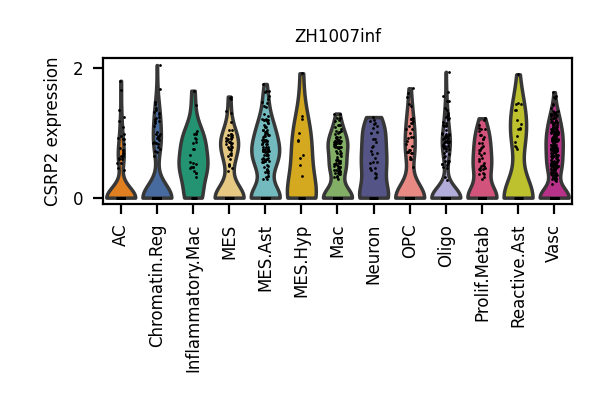 ZH1007inf
CSRP2 expression
2
0
AC
Chromatin.Reg
Inflammatory.Mac
MES
MES.Ast
MES.Hyp
Mac
Neuron
OPC
Oligo
Prolif.Metab
Reactive.Ast
Vasc